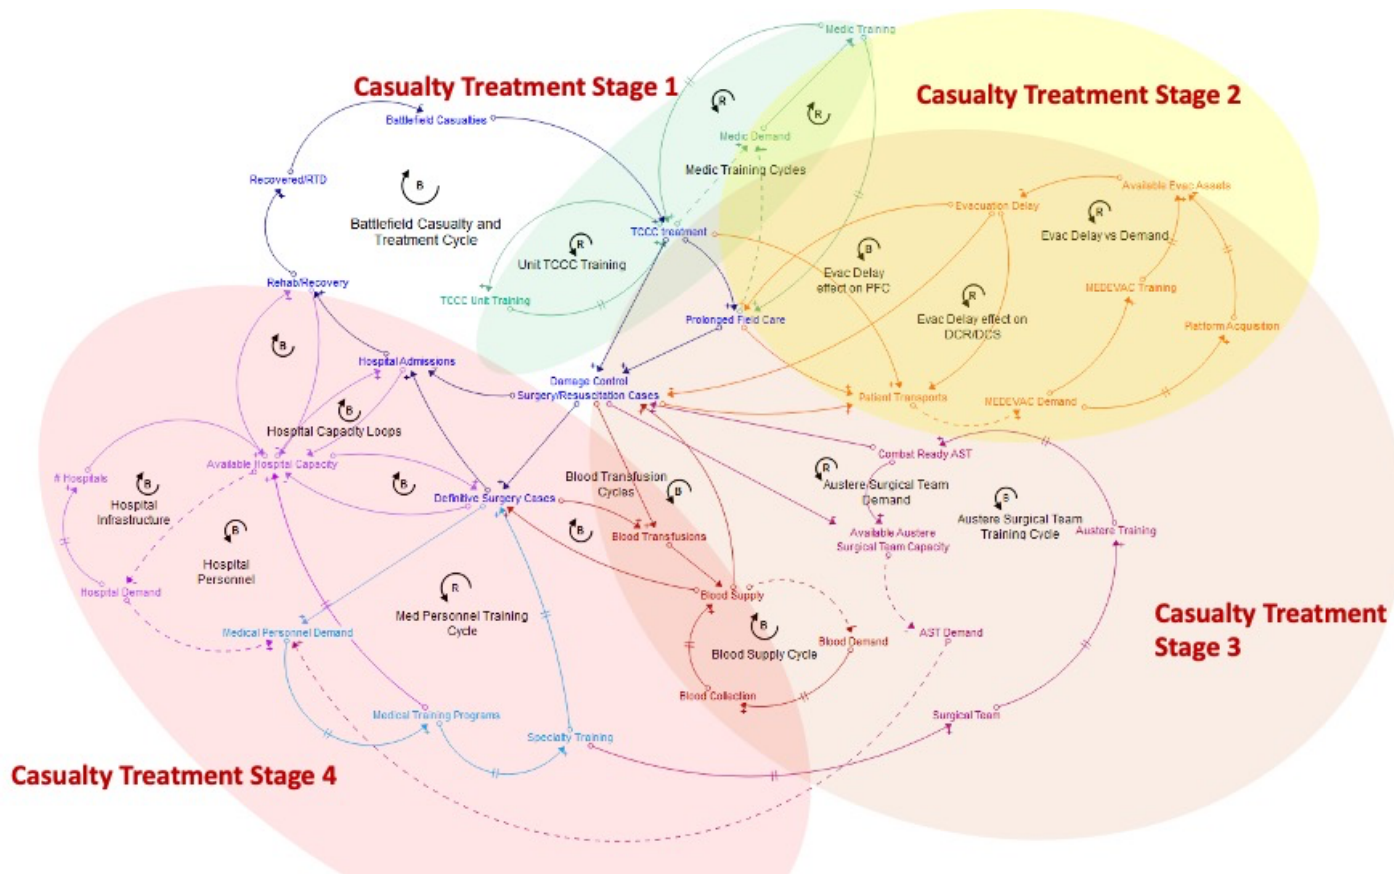 Medic Training
Casualty Treatment Stage 1
Casualty Treatment Stage 2
Battlefield Casualties
R
R
Medic Demand
Medic Training Cycles
Recovered/RTD
B
Available Evac Assets
Evacuation Delay
R
Evac Delay vs Demand
Battlefield Casualty and
Treatment Cycle
TCCC treatment
R
Unit TCCC Training
B
Evac Delay
effect on PFC
Rehab/Recovery
TCCC Unit Training
R
MEDEVAC Training
Evac Delay effect on
DCR/DCS
Prolonged Field Care
Platform Acquisition
B
Hospital Admissions
Damage Control
Surgery/Resuscitation Cases
Patient Transports
MEDEVAC Demand
B
Hospital Capacity Loops
Combat Ready AST
Available Hospital Capacity
# Hospitals
B
Hospital
Infrastructure
B
Definitive Surgery Cases
Blood Transfusion
Cycles
B
R
Austere Surgical Team
Demand
B
Austere Surgical Team
Training Cycle
B
Hospital
Personnel
B
Blood Transfusions
Available Austere
Surgical Team Capacity
Austere Training
Hospital Demand
R
Med Personnel Training
Cycle
Blood Supply
Casualty Treatment
Stage 3
Medical Personnel Demand
B
Blood Supply Cycle
Blood Demand
AST Demand
Blood Collection
Medical Training Programs
Specialty Training
Surgical Team
Casualty Treatment Stage 4